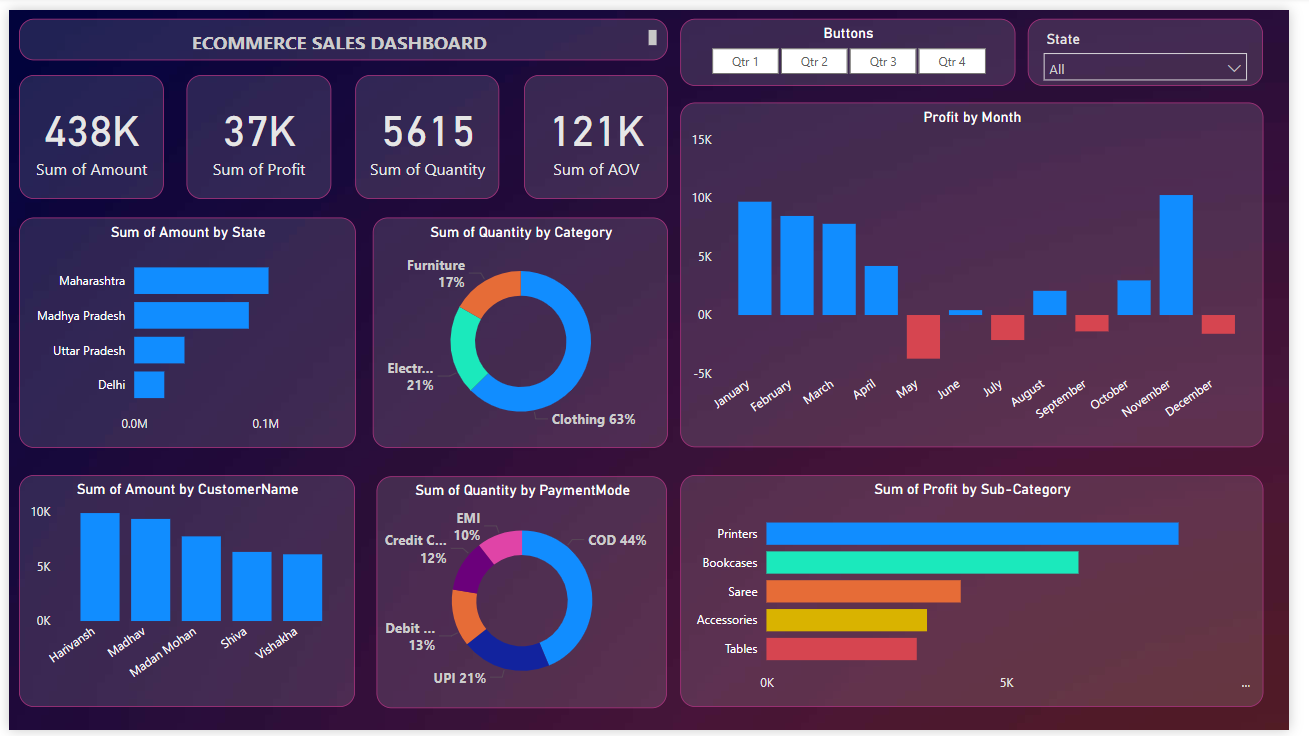 ECOMMERCE SALES DASHBOARD
Buttons
Qtr 1 Qtr 2 Qtr 3 Qtr 4
State
All
438K
Sum of Amount
37K
Sum of Profit
5615
Sum of Quantity
121K
Sum of AOV
Profit by Month
15K
10K
5K
0K
-5K
January February March April May June July August September October November December
Sum of Amount by State
Maharashtra
Madhya Pradesh
Uttar Pradesh
Delhi
0.0M 0.1M
Sum of Quantity by Category
Furniture
17%
Electr...
21%
Clothing 63%
Sum of Amount by CustomerName
10K
5K
0K
Harivansh Madhav Madan Mohan Shiva Vishakha
Sum of Quantity by PaymentMode
EMI
10%
Credit C...
12%
COD 44%
Debit ...
13%
UPI 21%
Sum of Profit by Sub-Category
Printers
Bookcases
Saree
Accessories
Tables
0K 5K ...